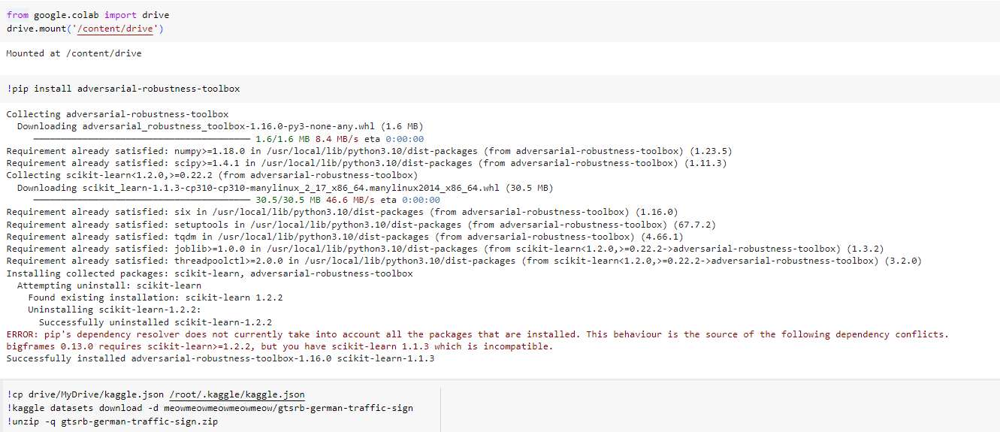 from google.colab import drive
drive.mount('/content/drive')
Mounted at /content/drive
!pip install adversarial-robustness-toolbox
Collecting adversarial-robustness-toolbox
Downloading adversarial_robustness_toolbox-1.16.0-py3-none-any.whl (1.6 MB)
1.6/1.6 MB 8.4 MB/s eta 0:00:00
Requirement already satisfied: numpy>=1.18.0 in /usr/local/lib/python3.10/dist-packages (from adversarial-robustness-toolbox) (1.23.5)
Requirement already satisfied: scipy>=1.4.1 in /usr/local/lib/python3.10/dist-packages (from adversarial-robustness-toolbox) (1.11.3)
Collecting scikit-learn<1.2.0,>=0.22.2 (from adversarial-robustness-toolbox)
Downloading scikit_learn-1.1.3-cp310-cp310-manylinux_2_17_x86_64.manylinux2014_x86_64.whl (30.5 MB)
30.5/30.5 MB 46.6 MB/s eta 0:00:00
Requirement already satisfied: six in /usr/local/lib/python3.10/dist-packages (from adversarial-robustness-toolbox) (1.16.0)
Requirement already satisfied: setuptools in /usr/local/lib/python3.10/dist-packages (from adversarial-robustness-toolbox) (67.7.2)
Requirement already satisfied: tqdm in /usr/local/lib/python3.10/dist-packages (from adversarial-robustness-toolbox) (4.66.1)
Requirement already satisfied: joblib>=1.0.0 in /usr/local/lib/python3.10/dist-packages (from scikit-learn<1.2.0,>=0.22.2->adversarial-robustness-toolbox) (1.3.2)
Requirement already satisfied: threadpoolctl>=2.0.0 in /usr/local/lib/python3.10/dist-packages (from scikit-learn<1.2.0,>=0.22.2->adversarial-robustness-toolbox) (3.2.0)
Installing collected packages: scikit-learn, adversarial-robustness-toolbox
Attempting uninstall: scikit-learn
Found existing installation: scikit-learn 1.2.2
Uninstalling scikit-learn-1.2.2:
Successfully uninstalled scikit-learn-1.2.2
ERROR: pip's dependency resolver does not currently take into account all the packages that are installed. This behaviour is the source of the following dependency conflicts.
bigframes 0.13.0 requires scikit-learn>=1.2.2, but you have scikit-learn 1.1.3 which is incompatible.
Successfully installed adversarial-robustness-toolbox-1.16.0 scikit-learn-1.1.3
!cp drive/MyDrive/kaggle.json /root/.kaggle/kaggle.json
!kaggle datasets download -d meowmeowmeowmeowmeow/gtsrb-german-traffic-sign
!unzip -q gtsrb-german-traffic-sign.zip